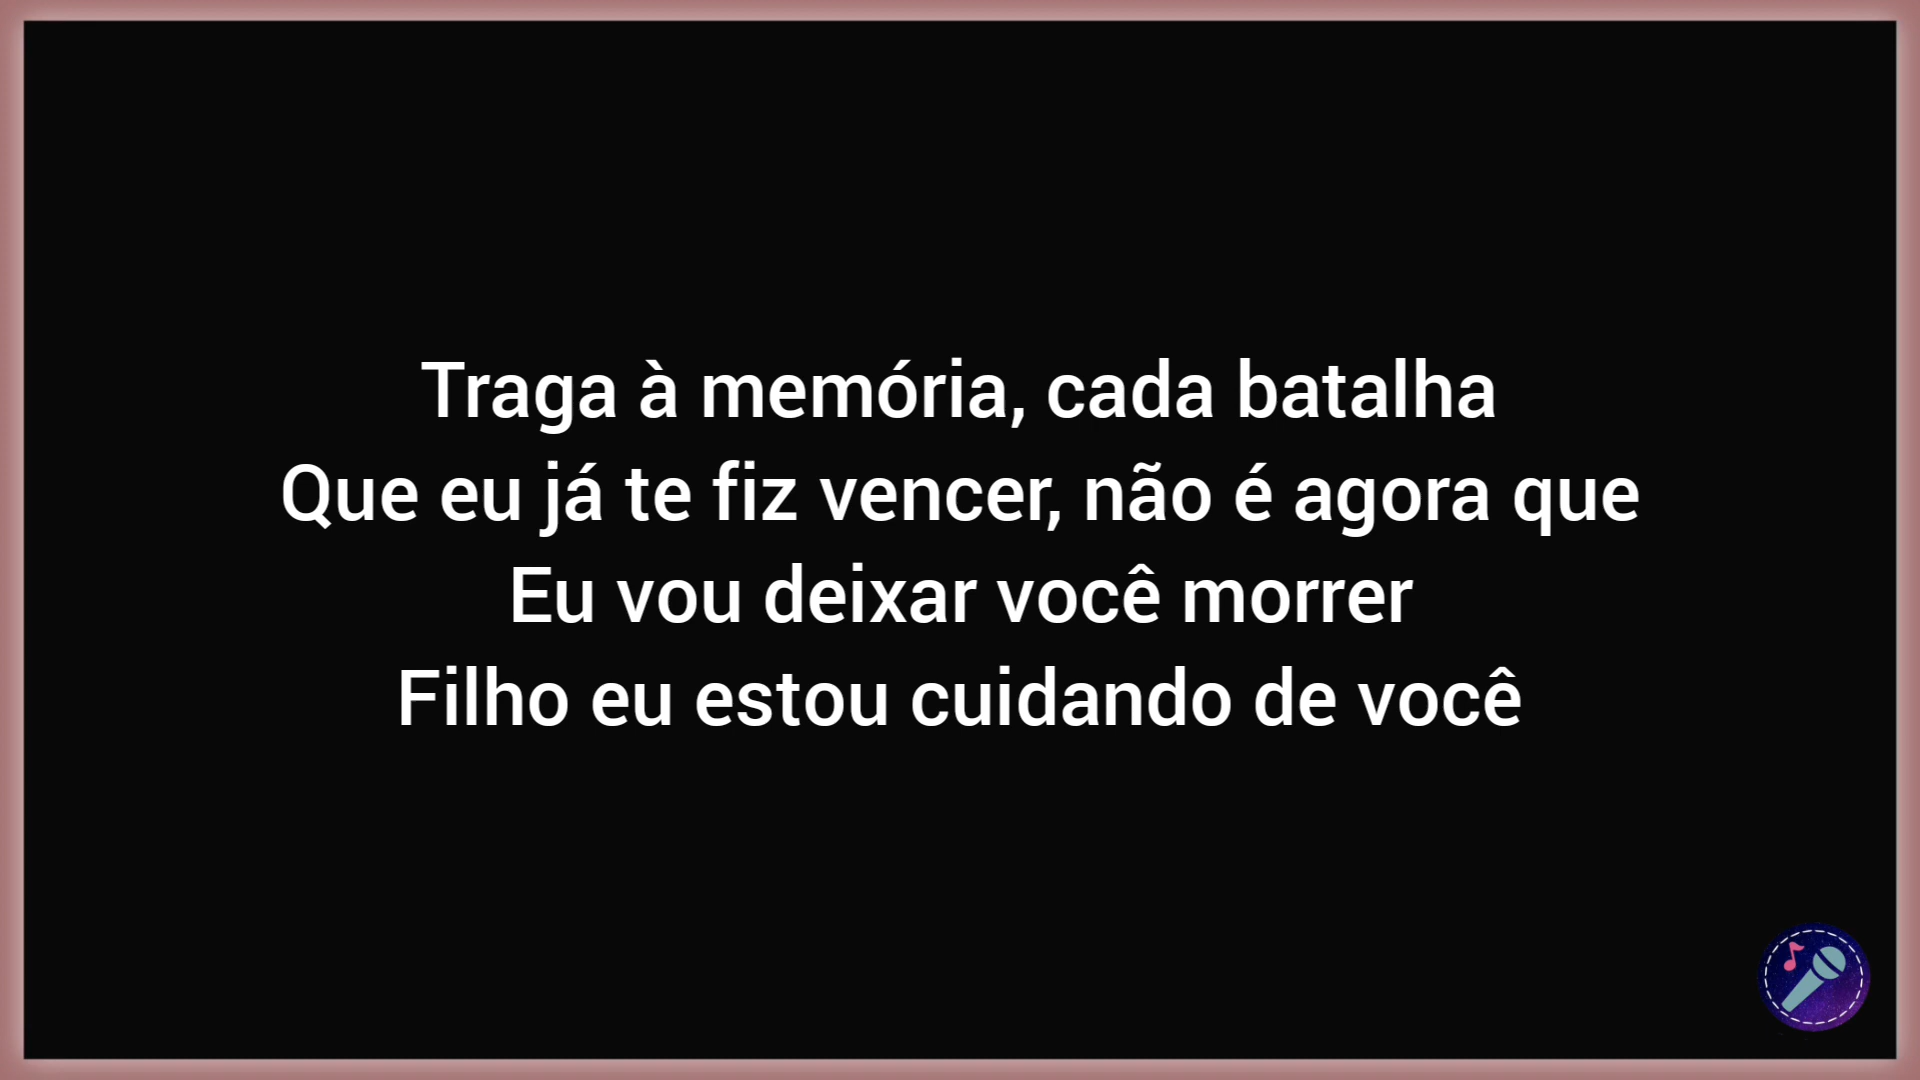 Traga à memória, cada batalha
Que eu já te fiz vencer, não é agora que
Eu vou deixar você morrer
Filho eu estou cuidando de você